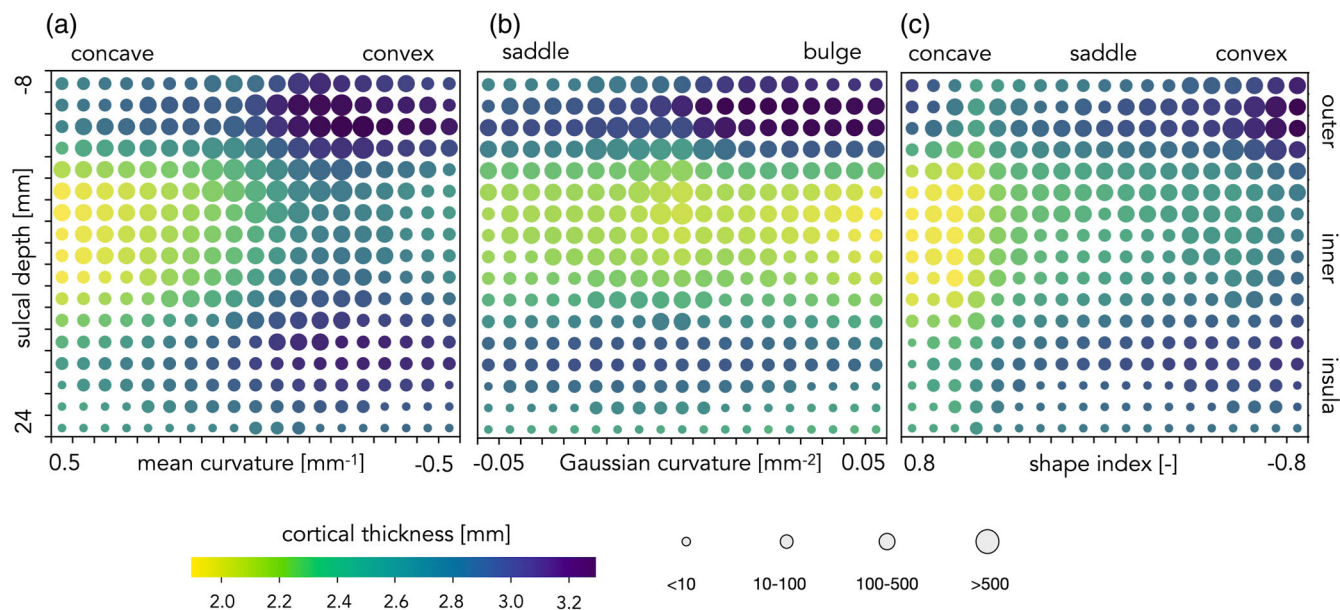 (a)
(b)
(c)
concave convex
saddle bulge
concave saddle convex
-8
sulcal depth [mm]
24
outer
inner
insula
0.5 mean curvature [mm⁻¹] -0.5
-0.05 Gaussian curvature [mm⁻²] 0.05
0.8 shape index [-] -0.8
cortical thickness [mm]
2.0 2.2 2.4 2.6 2.8 3.0 3.2
<10 10-100 100-500 >500